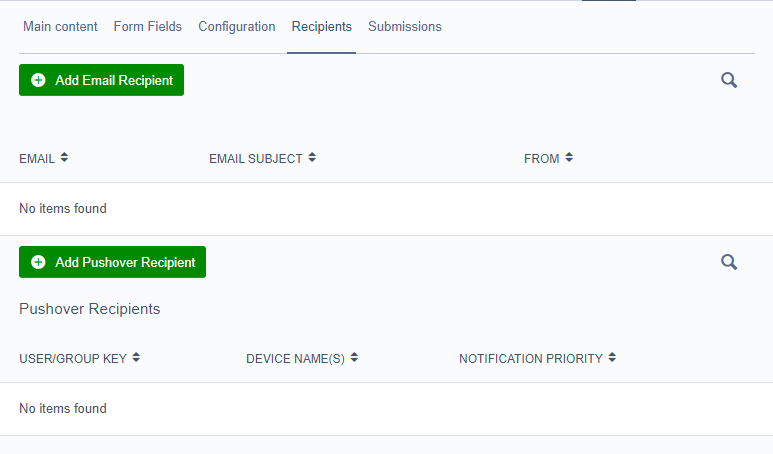 Main content Form Fields Configuration Recipients Submissions
Add Email Recipient
EMAIL EMAIL SUBJECT FROM
No items found
Add Pushover Recipient
Pushover Recipients
USER/GROUP KEY DEVICE NAME(S) NOTIFICATION PRIORITY
No items found